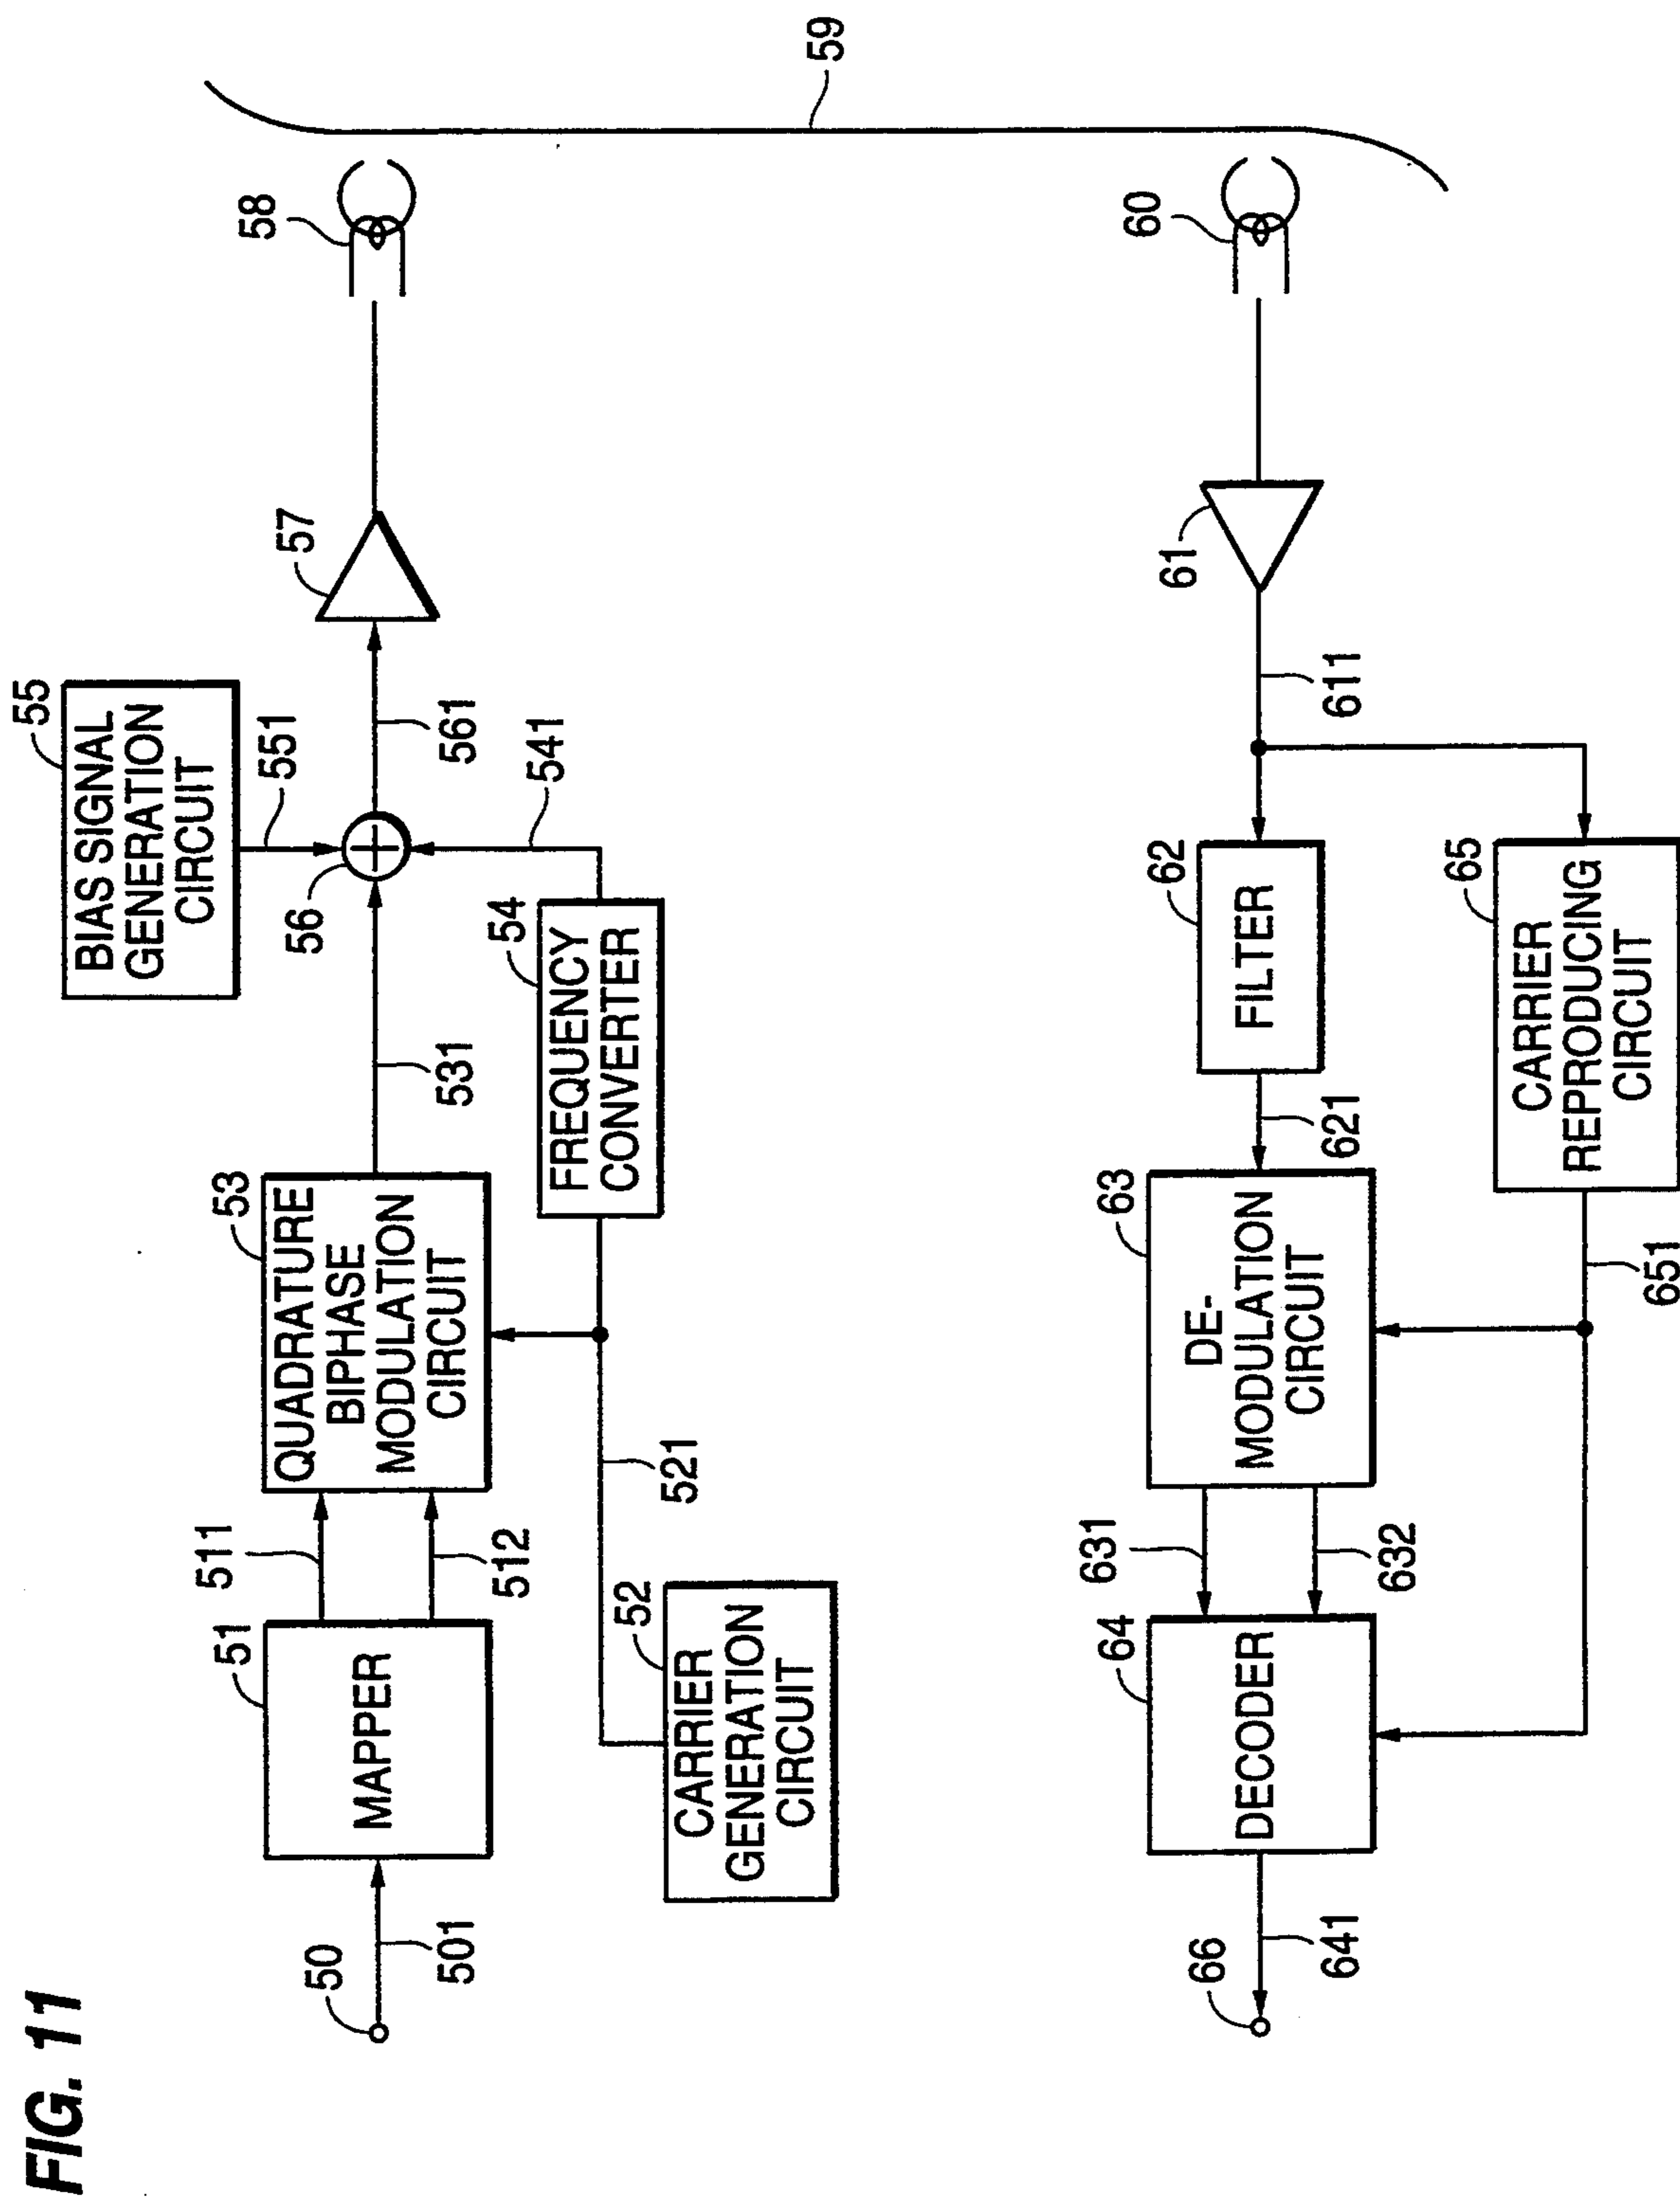 FIG. 11
50
501
51
MAPPER
511
512
52
CARRIER
GENERATION
CIRCUIT
521
53
QUADRATURE
BIPHASE
MODULATION
CIRCUIT
531
54
FREQUENCY
CONVERTER
541
55
BIAS SIGNAL
GENERATION
CIRCUIT
551
56
561
57
58
59
60
61
611
62
FILTER
621
63
DE-
MODULATION
CIRCUIT
631
632
64
DECODER
641
65
CARRIER
REPRODUCING
CIRCUIT
651
66